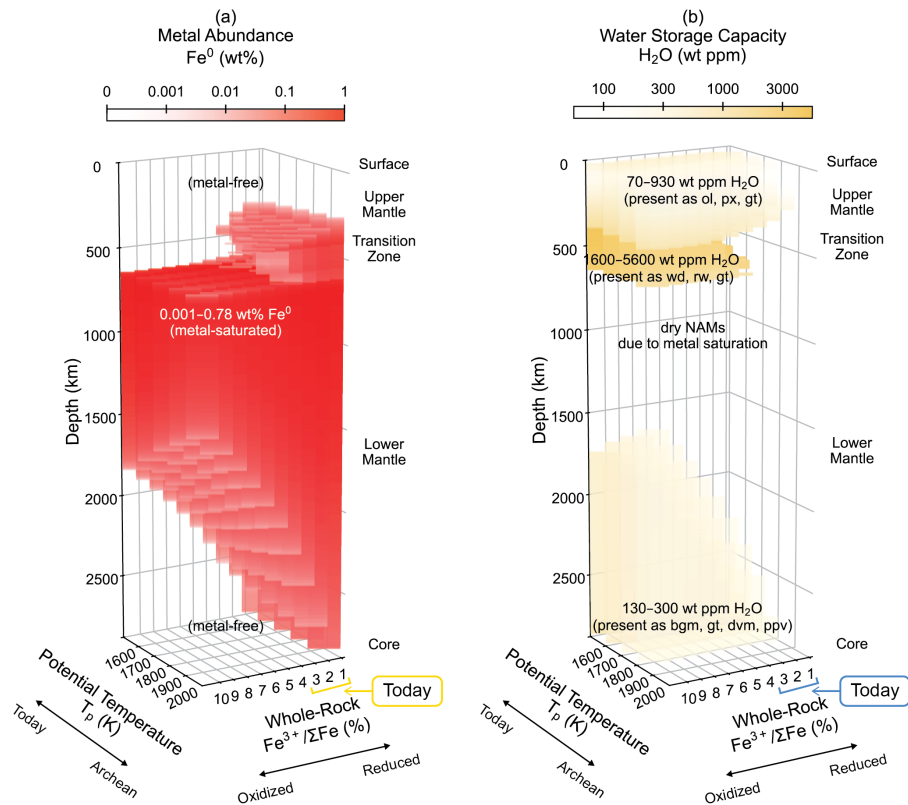 (a)
Metal Abundance
Fe⁰ (wt%)
0 0.001 0.01 0.1 1
0
500
1000
1500
2000
2500
Depth (km)
(metal-free)
0.001–0.78 wt% Fe⁰
(metal-saturated)
(metal-free)
Surface
Upper
Mantle
Transition
Zone
Lower
Mantle
Core
1600
1700
1800
1900
2000
Potential Temperature
Tₚ (K)
Today
Archean
10 9 8 7 6 5 4 3 2 1
Today
Whole-Rock
Fe³⁺/ΣFe (%)
Reduced
Oxidized
(b)
Water Storage Capacity
H₂O (wt ppm)
100 300 1000 3000
0
500
1000
1500
2000
2500
Depth (km)
70–930 wt ppm H₂O
(present as ol, px, gt)
1600–5600 wt ppm H₂O
(present as wd, rw, gt)
dry NAMs
due to metal saturation
130–300 wt ppm H₂O
(present as bgm, gt, dvm, ppv)
Surface
Upper
Mantle
Transition
Zone
Lower
Mantle
Core
1600
1700
1800
1900
2000
Potential Temperature
Tₚ (K)
Today
Archean
10 9 8 7 6 5 4 3 2 1
Today
Whole-Rock
Fe³⁺/ΣFe (%)
Reduced
Oxidized